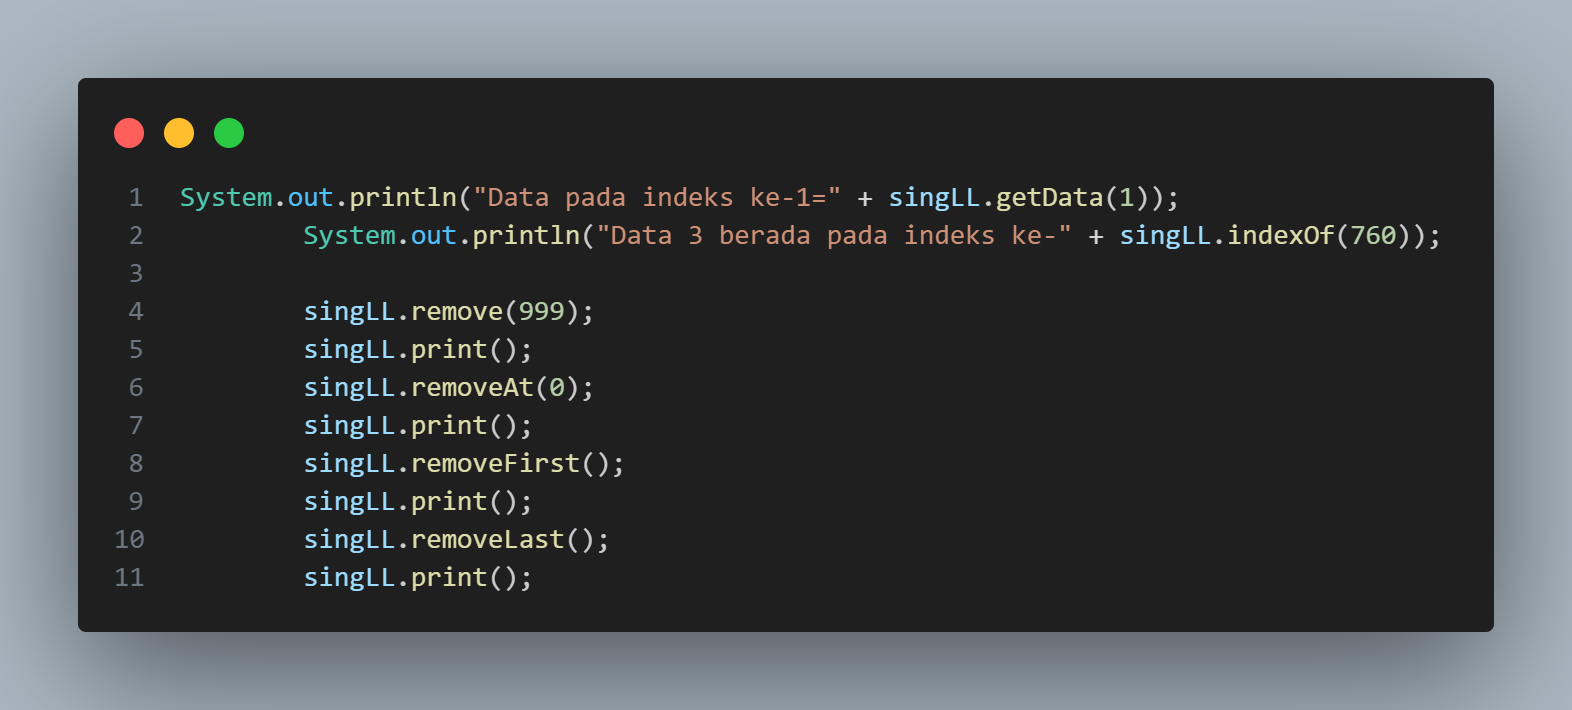 1 System.out.println("Data pada indeks ke-1=" + singLL.getData(1));
2 System.out.println("Data 3 berada pada indeks ke-" + singLL.indexOf(760));
3
4 singLL.remove(999);
5 singLL.print();
6 singLL.removeAt(0);
7 singLL.print();
8 singLL.removeFirst();
9 singLL.print();
10 singLL.removeLast();
11 singLL.print();